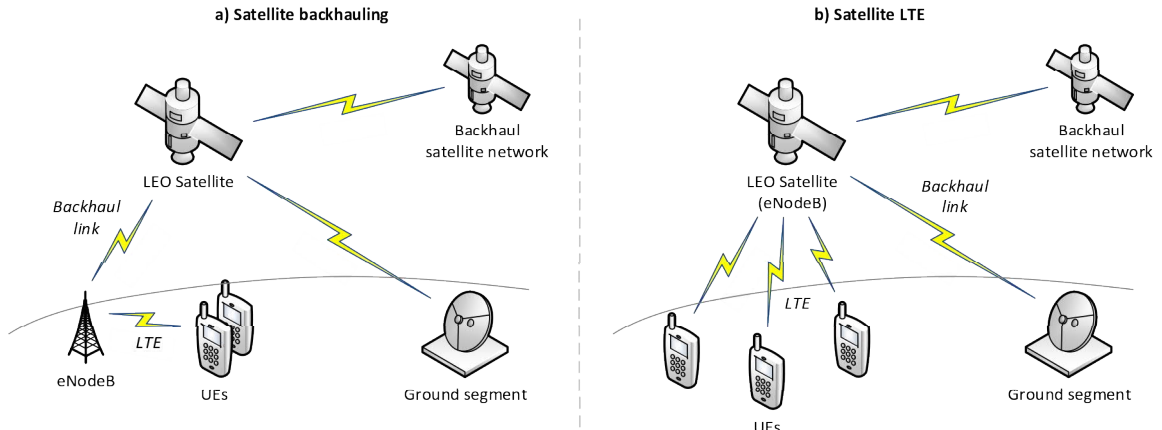 a) Satellite backhauling
Backhaul
satellite network
LEO Satellite
Backhaul
link
LTE
eNodeB
UEs
Ground segment
b) Satellite LTE
Backhaul
satellite network
LEO Satellite
(eNodeB)
Backhaul
link
LTE
Ground segment
UEs